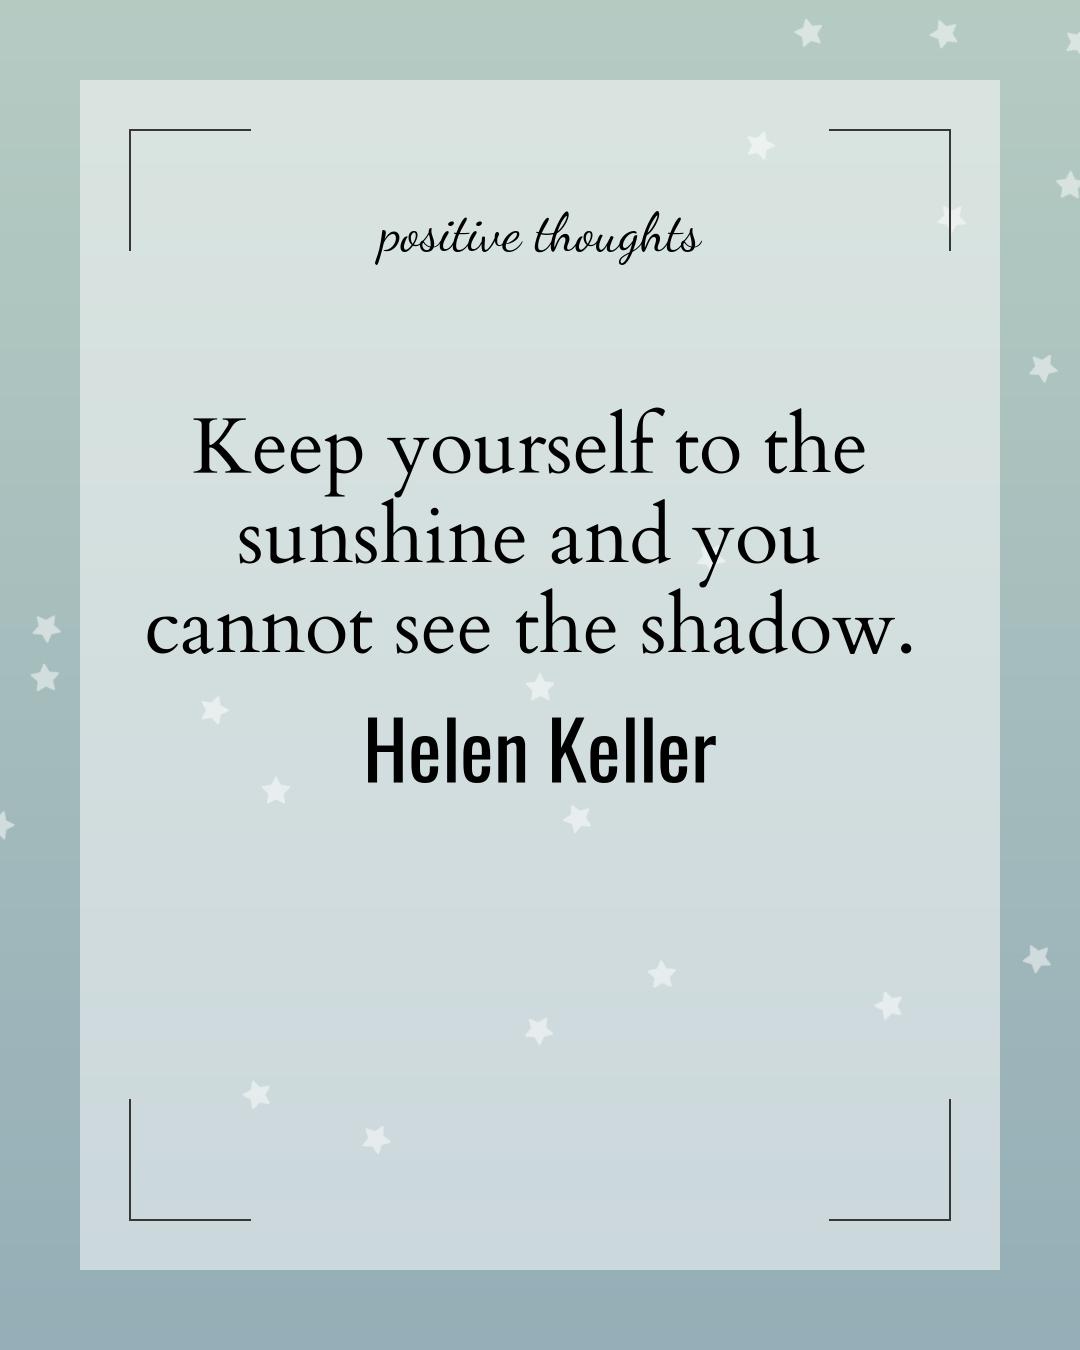 positive thoughts
Keep yourself to the
sunshine and you
cannot see the shadow.
Helen Keller